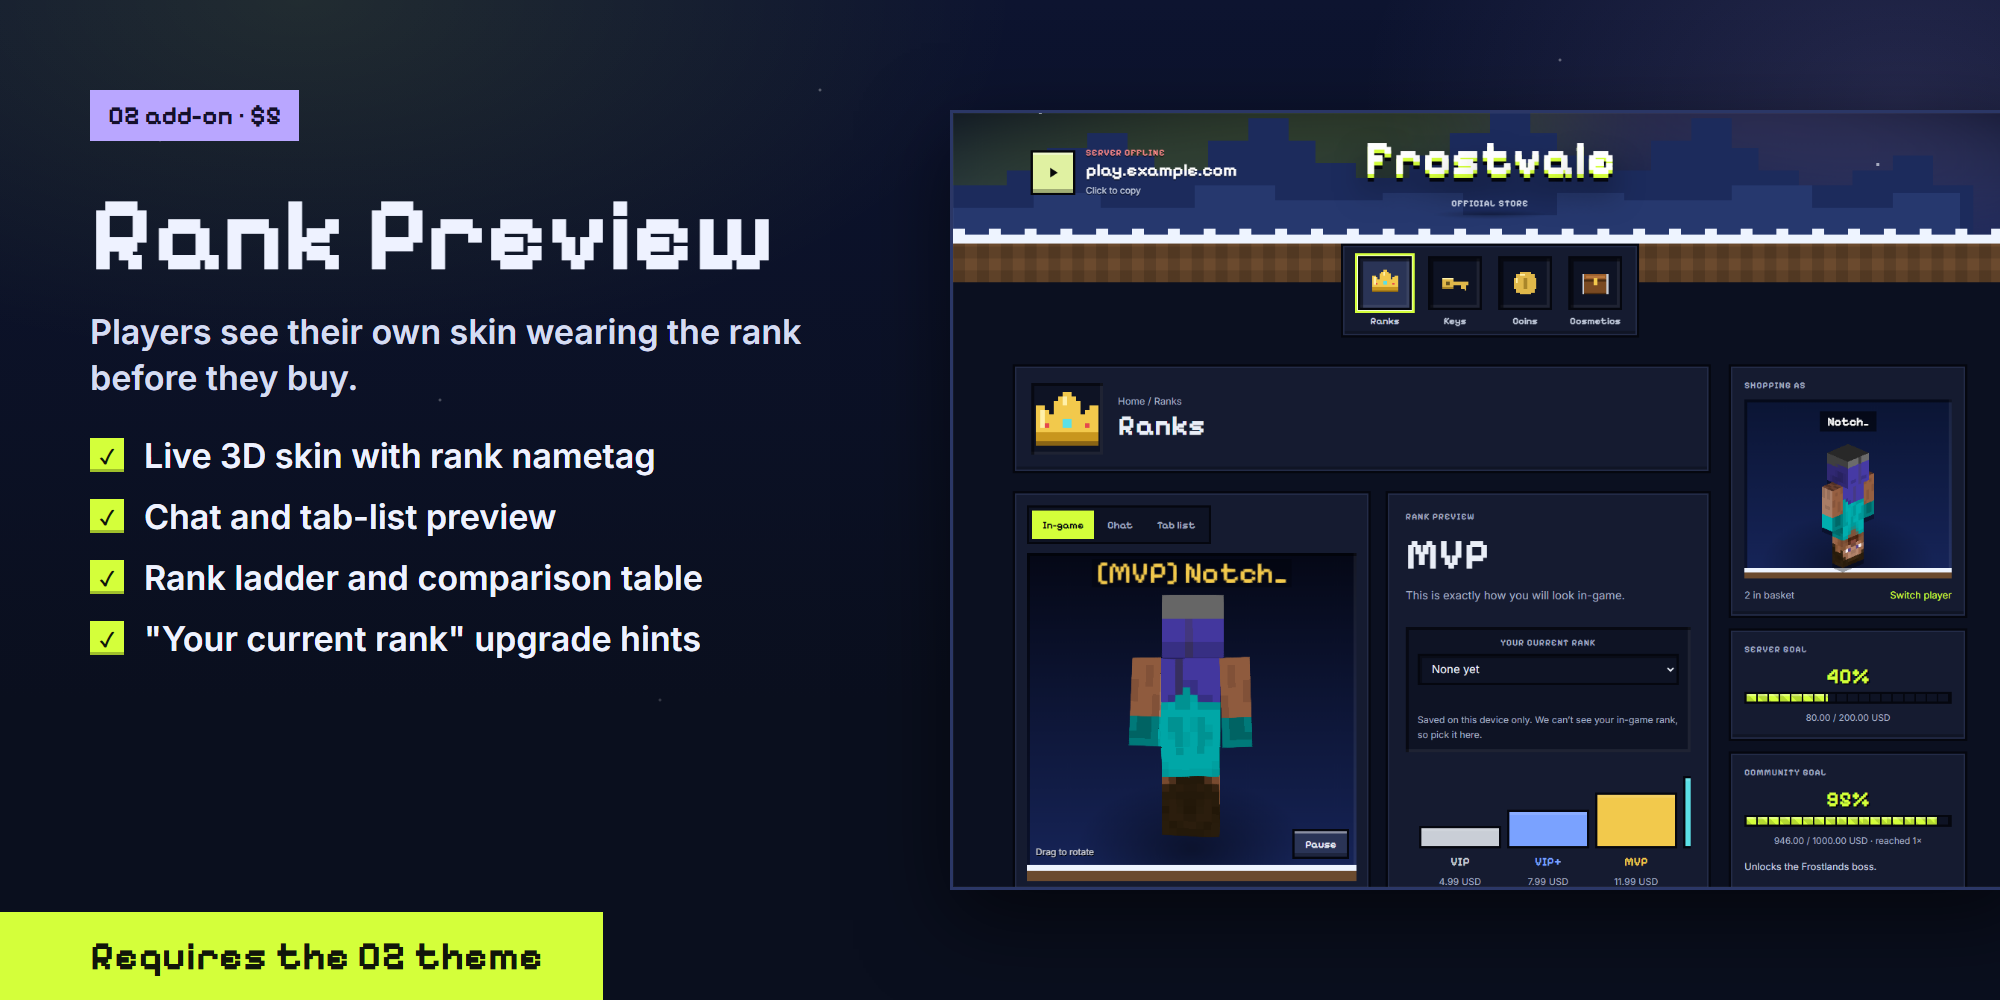 02 add-on · $8
Rank Preview
Players see their own skin wearing the rank
before they buy.
✓ Live 3D skin with rank nametag
✓ Chat and tab-list preview
✓ Rank ladder and comparison table
✓ "Your current rank" upgrade hints
Requires the 02 theme
SERVER OFFLINE
play.example.com
Click to copy
Frostvale
OFFICIAL STORE
Ranks
Keys
Coins
Cosmetics
Home / Ranks
Ranks
In-game
Chat
Tab list
[MVP] Notch_
Drag to rotate
Pause
RANK PREVIEW
MVP
This is exactly how you will look in-game.
YOUR CURRENT RANK
None yet
Saved on this device only. We can't see your in-game rank,
so pick it here.
VIP
VIP+
MVP
4.99 USD
7.99 USD
11.99 USD
SHOPPING AS
Notch_
2 in basket
Switch player
SERVER GOAL
40%
80.00 / 200.00 USD
COMMUNITY GOAL
98%
946.00 / 1000.00 USD · reached 1×
Unlocks the Frostlands boss.